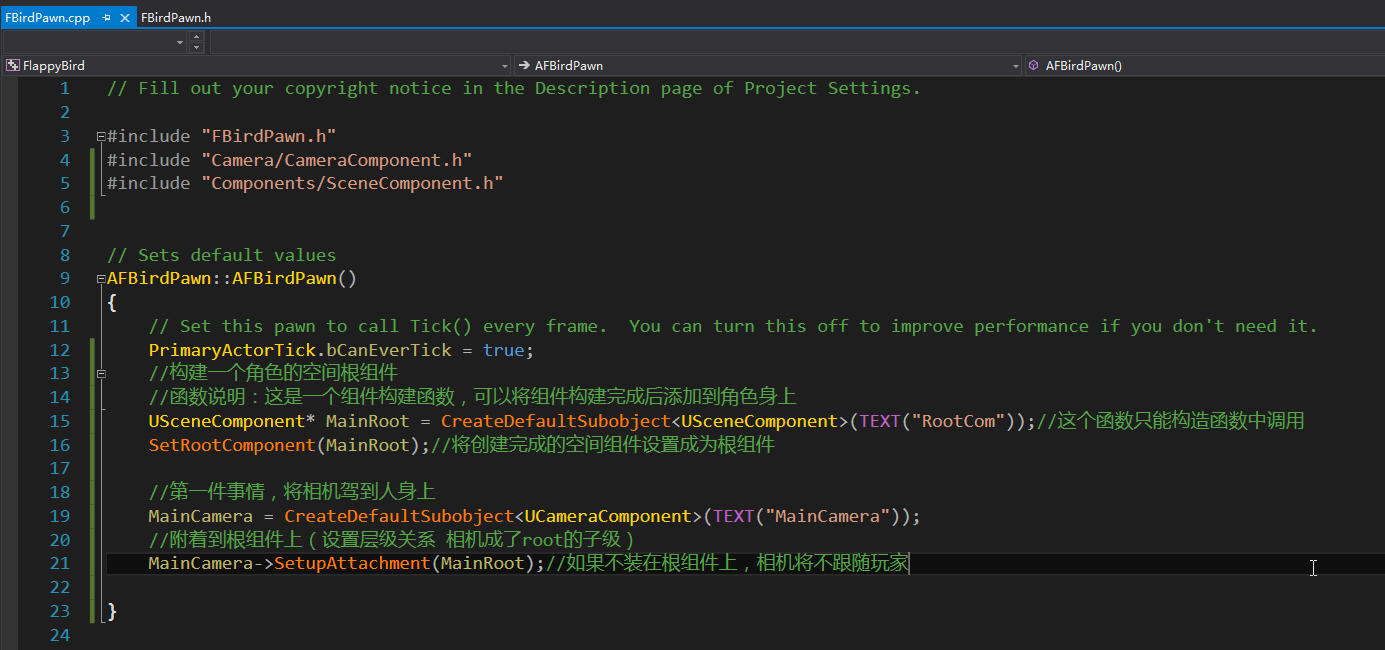 FBirdPawn.cpp FBirdPawn.h
FlappyBird AFBirdPawn AFBirdPawn()
1 // Fill out your copyright notice in the Description page of Project Settings.
2
3 #include "FBirdPawn.h"
4 #include "Camera/CameraComponent.h"
5 #include "Components/SceneComponent.h"
6
7
8 // Sets default values
9 AFBirdPawn::AFBirdPawn()
10 {
11 // Set this pawn to call Tick() every frame.  You can turn this off to improve performance if you don't need it.
12 PrimaryActorTick.bCanEverTick = true;
13 //构建一个角色的空间根组件
14 //函数说明：这是一个组件构建函数，可以将组件构建完成后添加到角色身上
15 USceneComponent* MainRoot = CreateDefaultSubobject<USceneComponent>(TEXT("RootCom"));//这个函数只能构造函数中调用
16 SetRootComponent(MainRoot);//将创建完成的空间组件设置成为根组件
17
18 //第一件事情，将相机驾到人身上
19 MainCamera = CreateDefaultSubobject<UCameraComponent>(TEXT("MainCamera"));
20 //附着到根组件上（设置层级关系 相机成了root的子级）
21 MainCamera->SetupAttachment(MainRoot);//如果不装在根组件上，相机将不跟随玩家
22
23 }
24